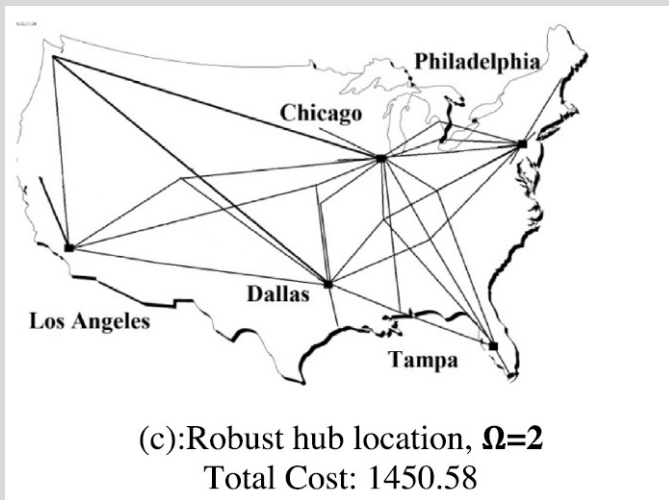 Philadelphia
Chicago
Dallas
Los Angeles
Tampa
(c):Robust hub location, Ω=2
Total Cost: 1450.58